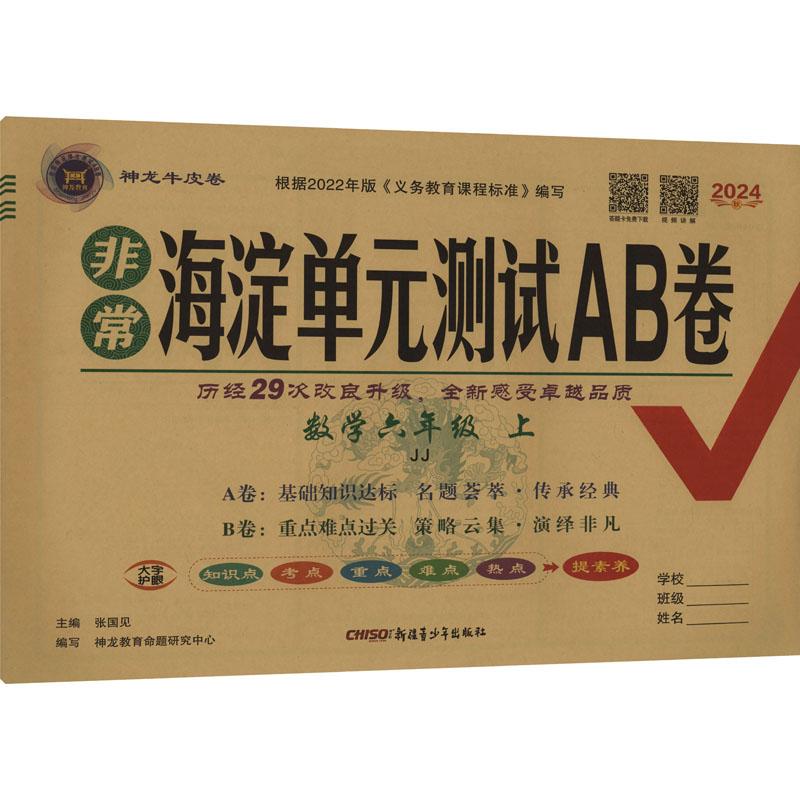 神龙教育
神龙牛皮卷
根据2022年版《义务教育课程标准》编写
答题卡免费下载
视频讲解
2024
秋
非常
海淀单元测试AB卷
历经29次改良升级，全新感受卓越品质
数学六年级 上
JJ
A卷：基础知识达标 名题荟萃·传承经典
B卷：重点难点过关 策略云集·演绎非凡
大字
护眼
知识点 考点 重点 难点 热点 提素养
学校
班级
姓名
主编 张国见
编写 神龙教育命题研究中心
CHISO 新疆青少年出版社